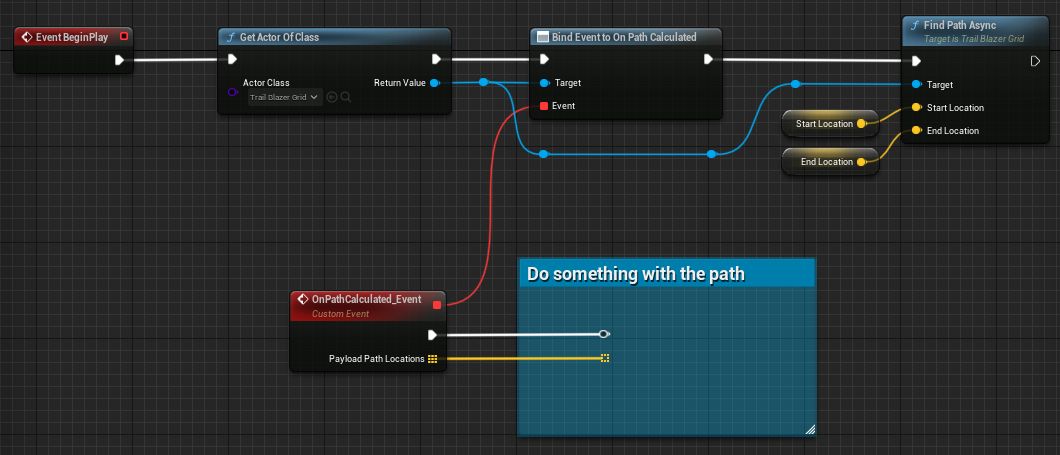 Event BeginPlay
Get Actor Of Class
Actor Class
Trail Blazer Grid
Return Value
Bind Event to On Path Calculated
Target
Event
Find Path Async
Target is Trail Blazer Grid
Target
Start Location
End Location
Start Location
End Location
OnPathCalculated_Event
Custom Event
Payload Path Locations
Do something with the path